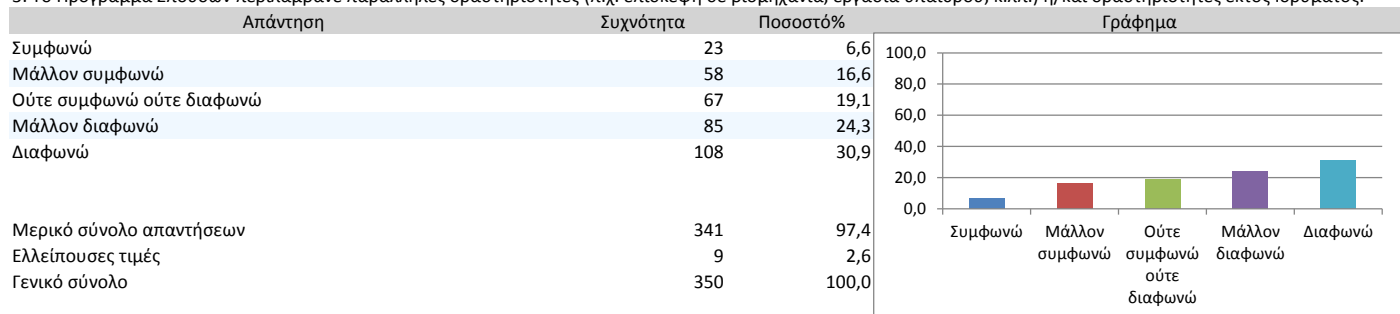 Απάντηση Συχνότητα Ποσοστό% Γράφημα
Συμφωνώ 23 6,6
Μάλλον συμφωνώ 58 16,6
Ούτε συμφωνώ ούτε διαφωνώ 67 19,1
Μάλλον διαφωνώ 85 24,3
Διαφωνώ 108 30,9
Μερικό σύνολο απαντήσεων 341 97,4
Ελλείπουσες τιμές 9 2,6
Γενικό σύνολο 350 100,0
100,0
80,0
60,0
40,0
20,0
0,0
Συμφωνώ Μάλλον Ούτε Μάλλον Διαφωνώ
συμφωνώ συμφωνώ διαφωνώ
ούτε
διαφωνώ